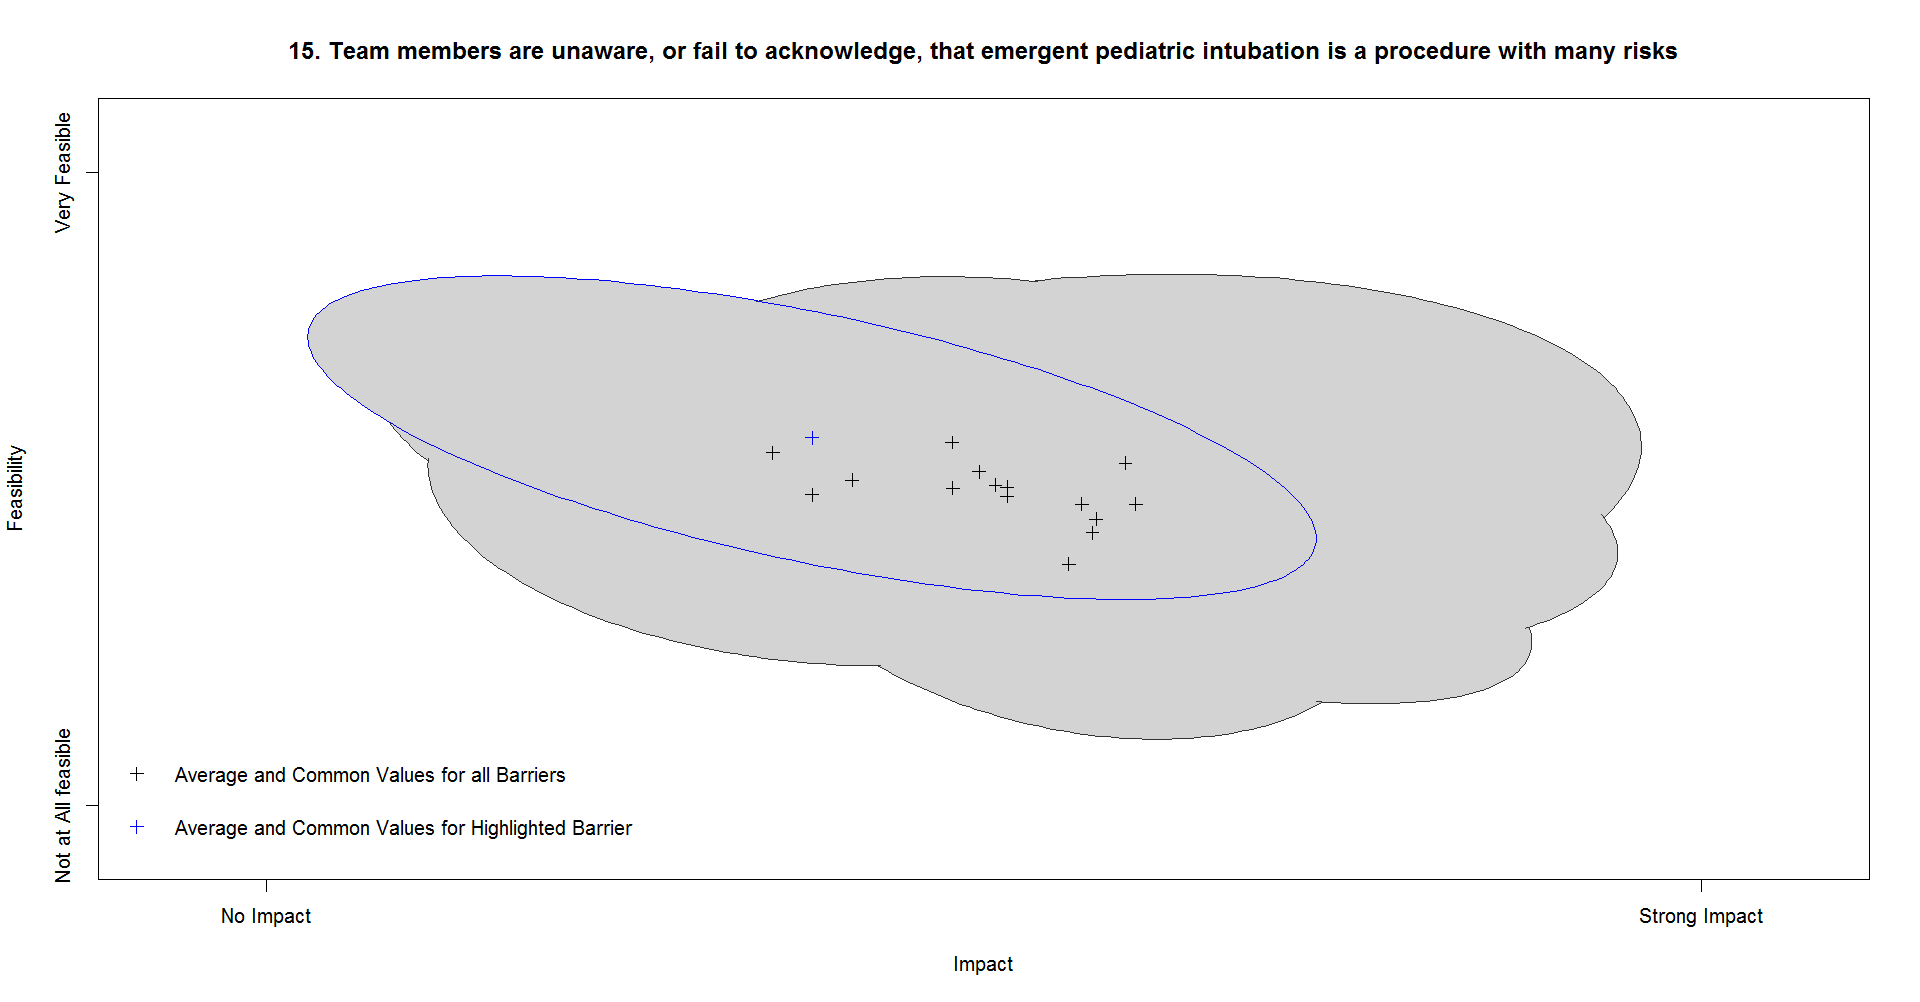 15. Team members are unaware, or fail to acknowledge, that emergent pediatric intubation is a procedure with many risks
Very Feasible
Feasibility
Not at All feasible
Average and Common Values for all Barriers
Average and Common Values for Highlighted Barrier
No Impact
Strong Impact
Impact